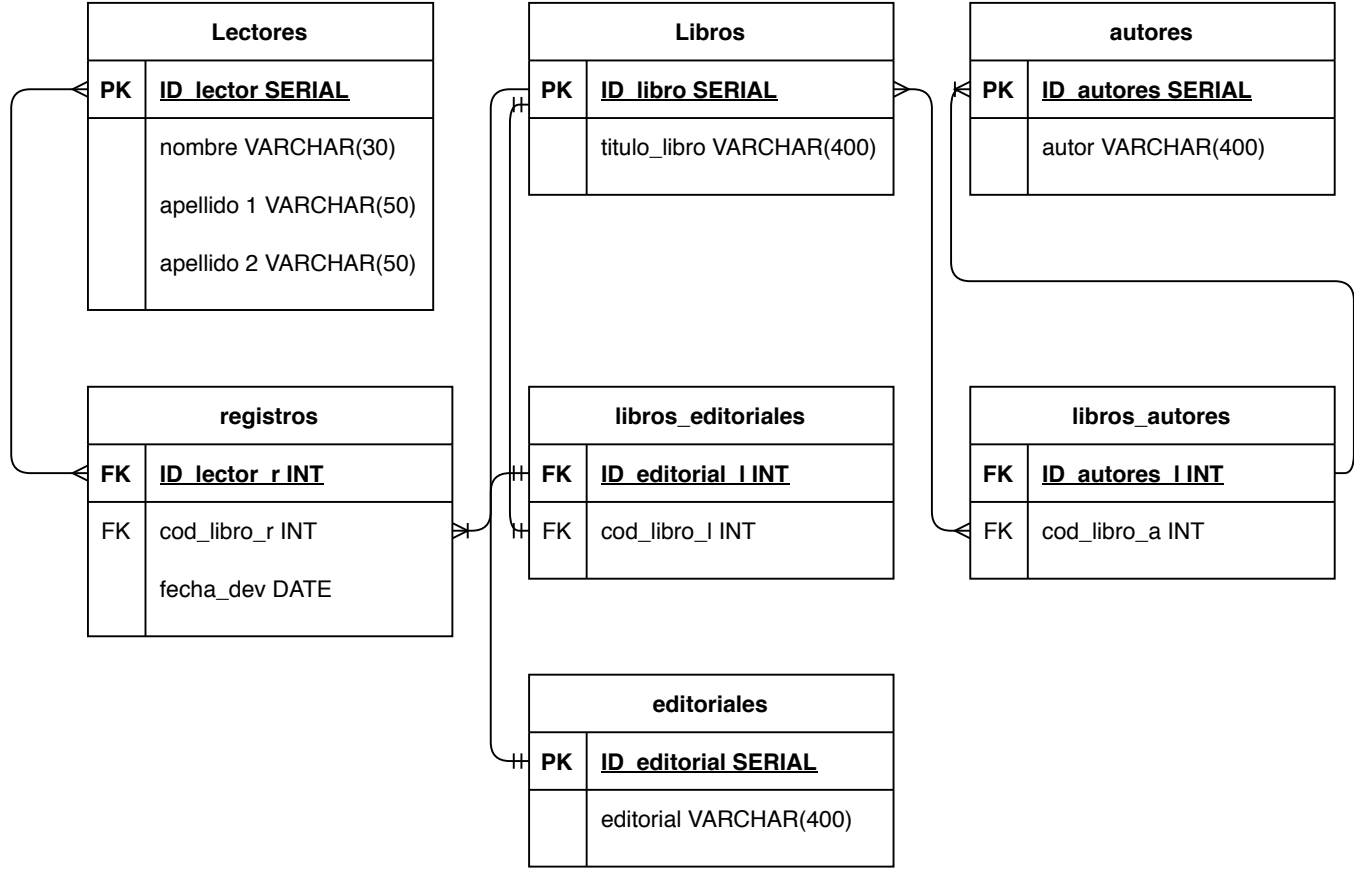 Lectores
PK ID_lector SERIAL
nombre VARCHAR(30)
apellido 1 VARCHAR(50)
apellido 2 VARCHAR(50)
Libros
PK ID_libro SERIAL
titulo_libro VARCHAR(400)
autores
PK ID_autores SERIAL
autor VARCHAR(400)
registros
FK ID_lector_r INT
FK cod_libro_r INT
fecha_dev DATE
libros_editoriales
FK ID_editorial_l INT
FK cod_libro_l INT
libros_autores
FK ID_autores_l INT
FK cod_libro_a INT
editoriales
PK ID_editorial SERIAL
editorial VARCHAR(400)